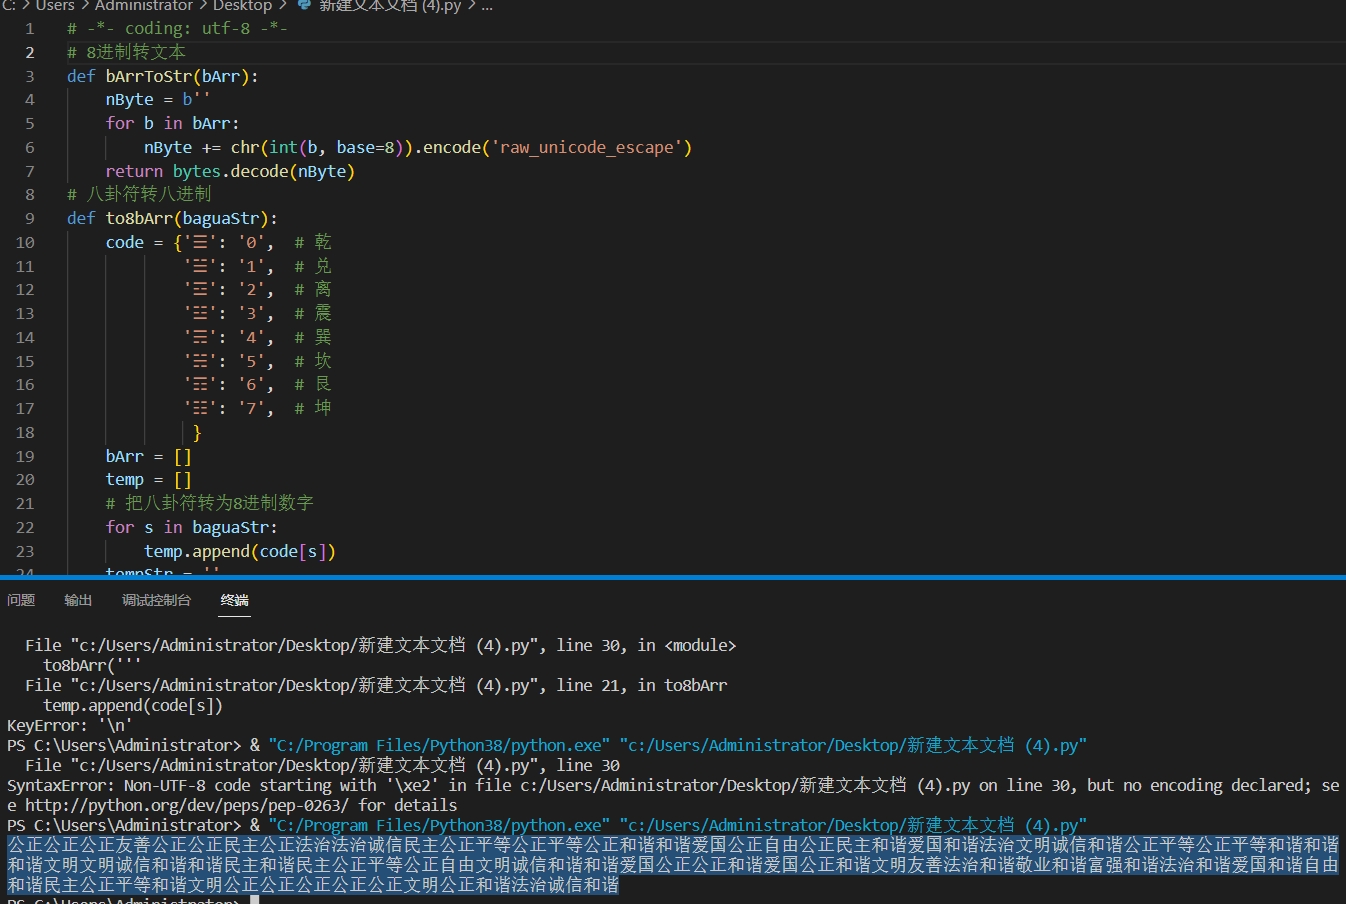 C: > Users > Administrator > Desktop > 新建文本文档 (4).py > ...
1 # -*- coding: utf-8 -*-
2 # 8进制转文本
3 def bArrToStr(bArr):
4 nByte = b''
5 for b in bArr:
6 nByte += chr(int(b, base=8)).encode('raw_unicode_escape')
7 return bytes.decode(nByte)
8 # 八卦符转八进制
9 def to8bArr(baguaStr):
10 code = {'☰': '0', # 乾
11 '☱': '1', # 兑
12 '☲': '2', # 离
13 '☳': '3', # 震
14 '☴': '4', # 巽
15 '☵': '5', # 坎
16 '☶': '6', # 艮
17 '☷': '7', # 坤
18 }
19 bArr = []
20 temp = []
21 # 把八卦符转为8进制数字
22 for s in baguaStr:
23 temp.append(code[s])
24 tempStr = ''
问题 输出 调试控制台 终端
File "c:/Users/Administrator/Desktop/新建文本文档 (4).py", line 30, in <module>
to8bArr('''
File "c:/Users/Administrator/Desktop/新建文本文档 (4).py", line 21, in to8bArr
temp.append(code[s])
KeyError: '\n'
PS C:\Users\Administrator> & "C:/Program Files/Python38/python.exe" "c:/Users/Administrator/Desktop/新建文本文档 (4).py"
File "c:/Users/Administrator/Desktop/新建文本文档 (4).py", line 30
SyntaxError: Non-UTF-8 code starting with '\xe2' in file c:/Users/Administrator/Desktop/新建文本文档 (4).py on line 30, but no encoding declared; se
e http://python.org/dev/peps/pep-0263/ for details
PS C:\Users\Administrator> & "C:/Program Files/Python38/python.exe" "c:/Users/Administrator/Desktop/新建文本文档 (4).py"
公正公正公正友善公正公正民主公正法治法治诚信民主公正平等公正平等公正和谐和谐爱国公正自由公正民主和谐爱国和谐法治文明诚信和谐公正平等公正平等和谐和谐
和谐文明文明诚信和谐和谐民主和谐民主公正平等公正自由文明诚信和谐和谐爱国公正公正和谐爱国公正和谐文明友善法治和谐敬业和谐富强和谐法治和谐爱国和谐自由
和谐民主公正平等和谐文明公正公正公正公正公正文明公正和谐法治诚信和谐
PS C:\Users\Administrator>